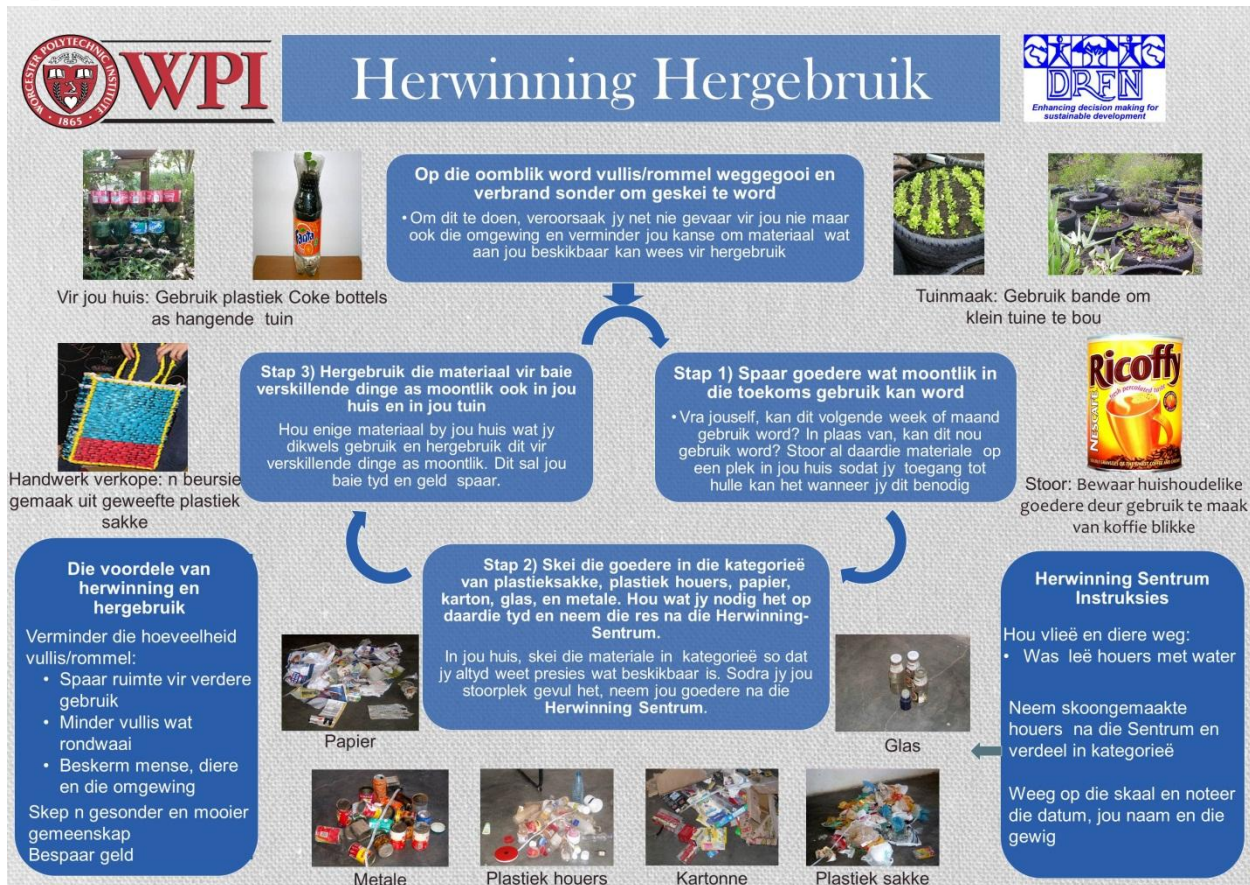 WORCESTER POLYTECHNIC INSTITUTE
1865
WPI
Herwinning Hergebruik
DRFN
Enhancing decision making for
sustainable development
Op die oomblik word vullis/rommel weggegooi en
verbrand sonder om geskei te word
• Om dit te doen, veroorsaak jy net nie gevaar vir jou nie maar
ook die omgewing en verminder jou kanse om materiaal wat
aan jou beskikbaar kan wees vir hergebruik
Fanta
Vir jou huis: Gebruik plastiek Coke bottels
as hangende tuin
Tuinmaak: Gebruik bande om
klein tuine te bou
Handwerk verkope: n beursie
gemaak uit geweefte plastiek
sakke
Stap 3) Hergebruik die materiaal vir baie
verskillende dinge as moontlik ook in jou
huis en in jou tuin
Hou enige materiaal by jou huis wat jy
dikwels gebruik en hergebruik dit vir
verskillende dinge as moontlik. Dit sal jou
baie tyd en geld spaar.
Stap 1) Spaar goedere wat moontlik in
die toekoms gebruik kan word
• Vra jouself, kan dit volgende week of maand
gebruik word? In plaas van, kan dit nou
gebruik word? Stoor al daardie materiale op
een plek in jou huis sodat jy toegang tot
hulle kan het wanneer jy dit benodig
Ricoffy
NESCAFÉ
Stoor: Bewaar huishoudelike
goedere deur gebruik te maak
van koffie blikke
Stap 2) Skei die goedere in die kategorieë
van plastieksakke, plastiek houers, papier,
karton, glas, en metale. Hou wat jy nodig het op
daardie tyd en neem die res na die Herwinning-
Sentrum.
In jou huis, skei die materiale in kategorieë so dat
jy altyd weet presies wat beskikbaar is. Sodra jy jou
stoorplek gevul het, neem jou goedere na die
Herwinning Sentrum.
Die voordele van
herwinning en
hergebruik
Verminder die hoeveelheid
vullis/rommel:
• Spaar ruimte vir verdere
gebruik
• Minder vullis wat
rondwaai
• Beskerm mense, diere
en die omgewing
Skep n gesonder en mooier
gemeenskap
Bespaar geld
Herwinning Sentrum
Instruksies
Hou vlieë en diere weg:
• Was leë houers met water
Neem skoongemaakte
houers na die Sentrum en
verdeel in kategorieë
Weeg op die skaal en noteer
die datum, jou naam en die
gewig
Papier
Glas
Metale
Plastiek houers
Kartonne
Plastiek sakke